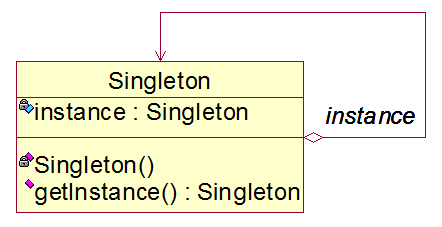 Singleton
instance : Singleton
instance
Singleton()
getInstance() : Singleton